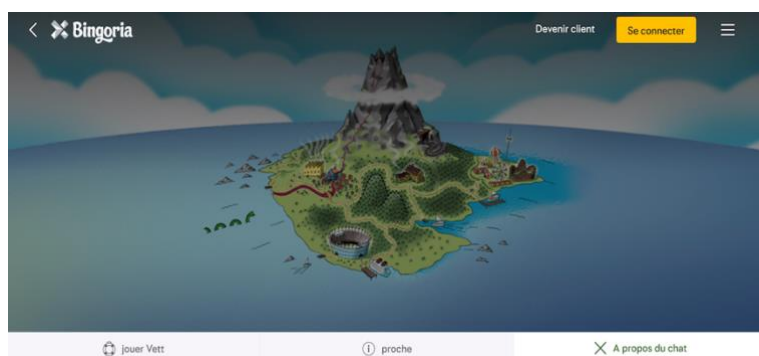 Bingoria
Devenir client
Se connecter
jouer Vett
proche
A propos du chat